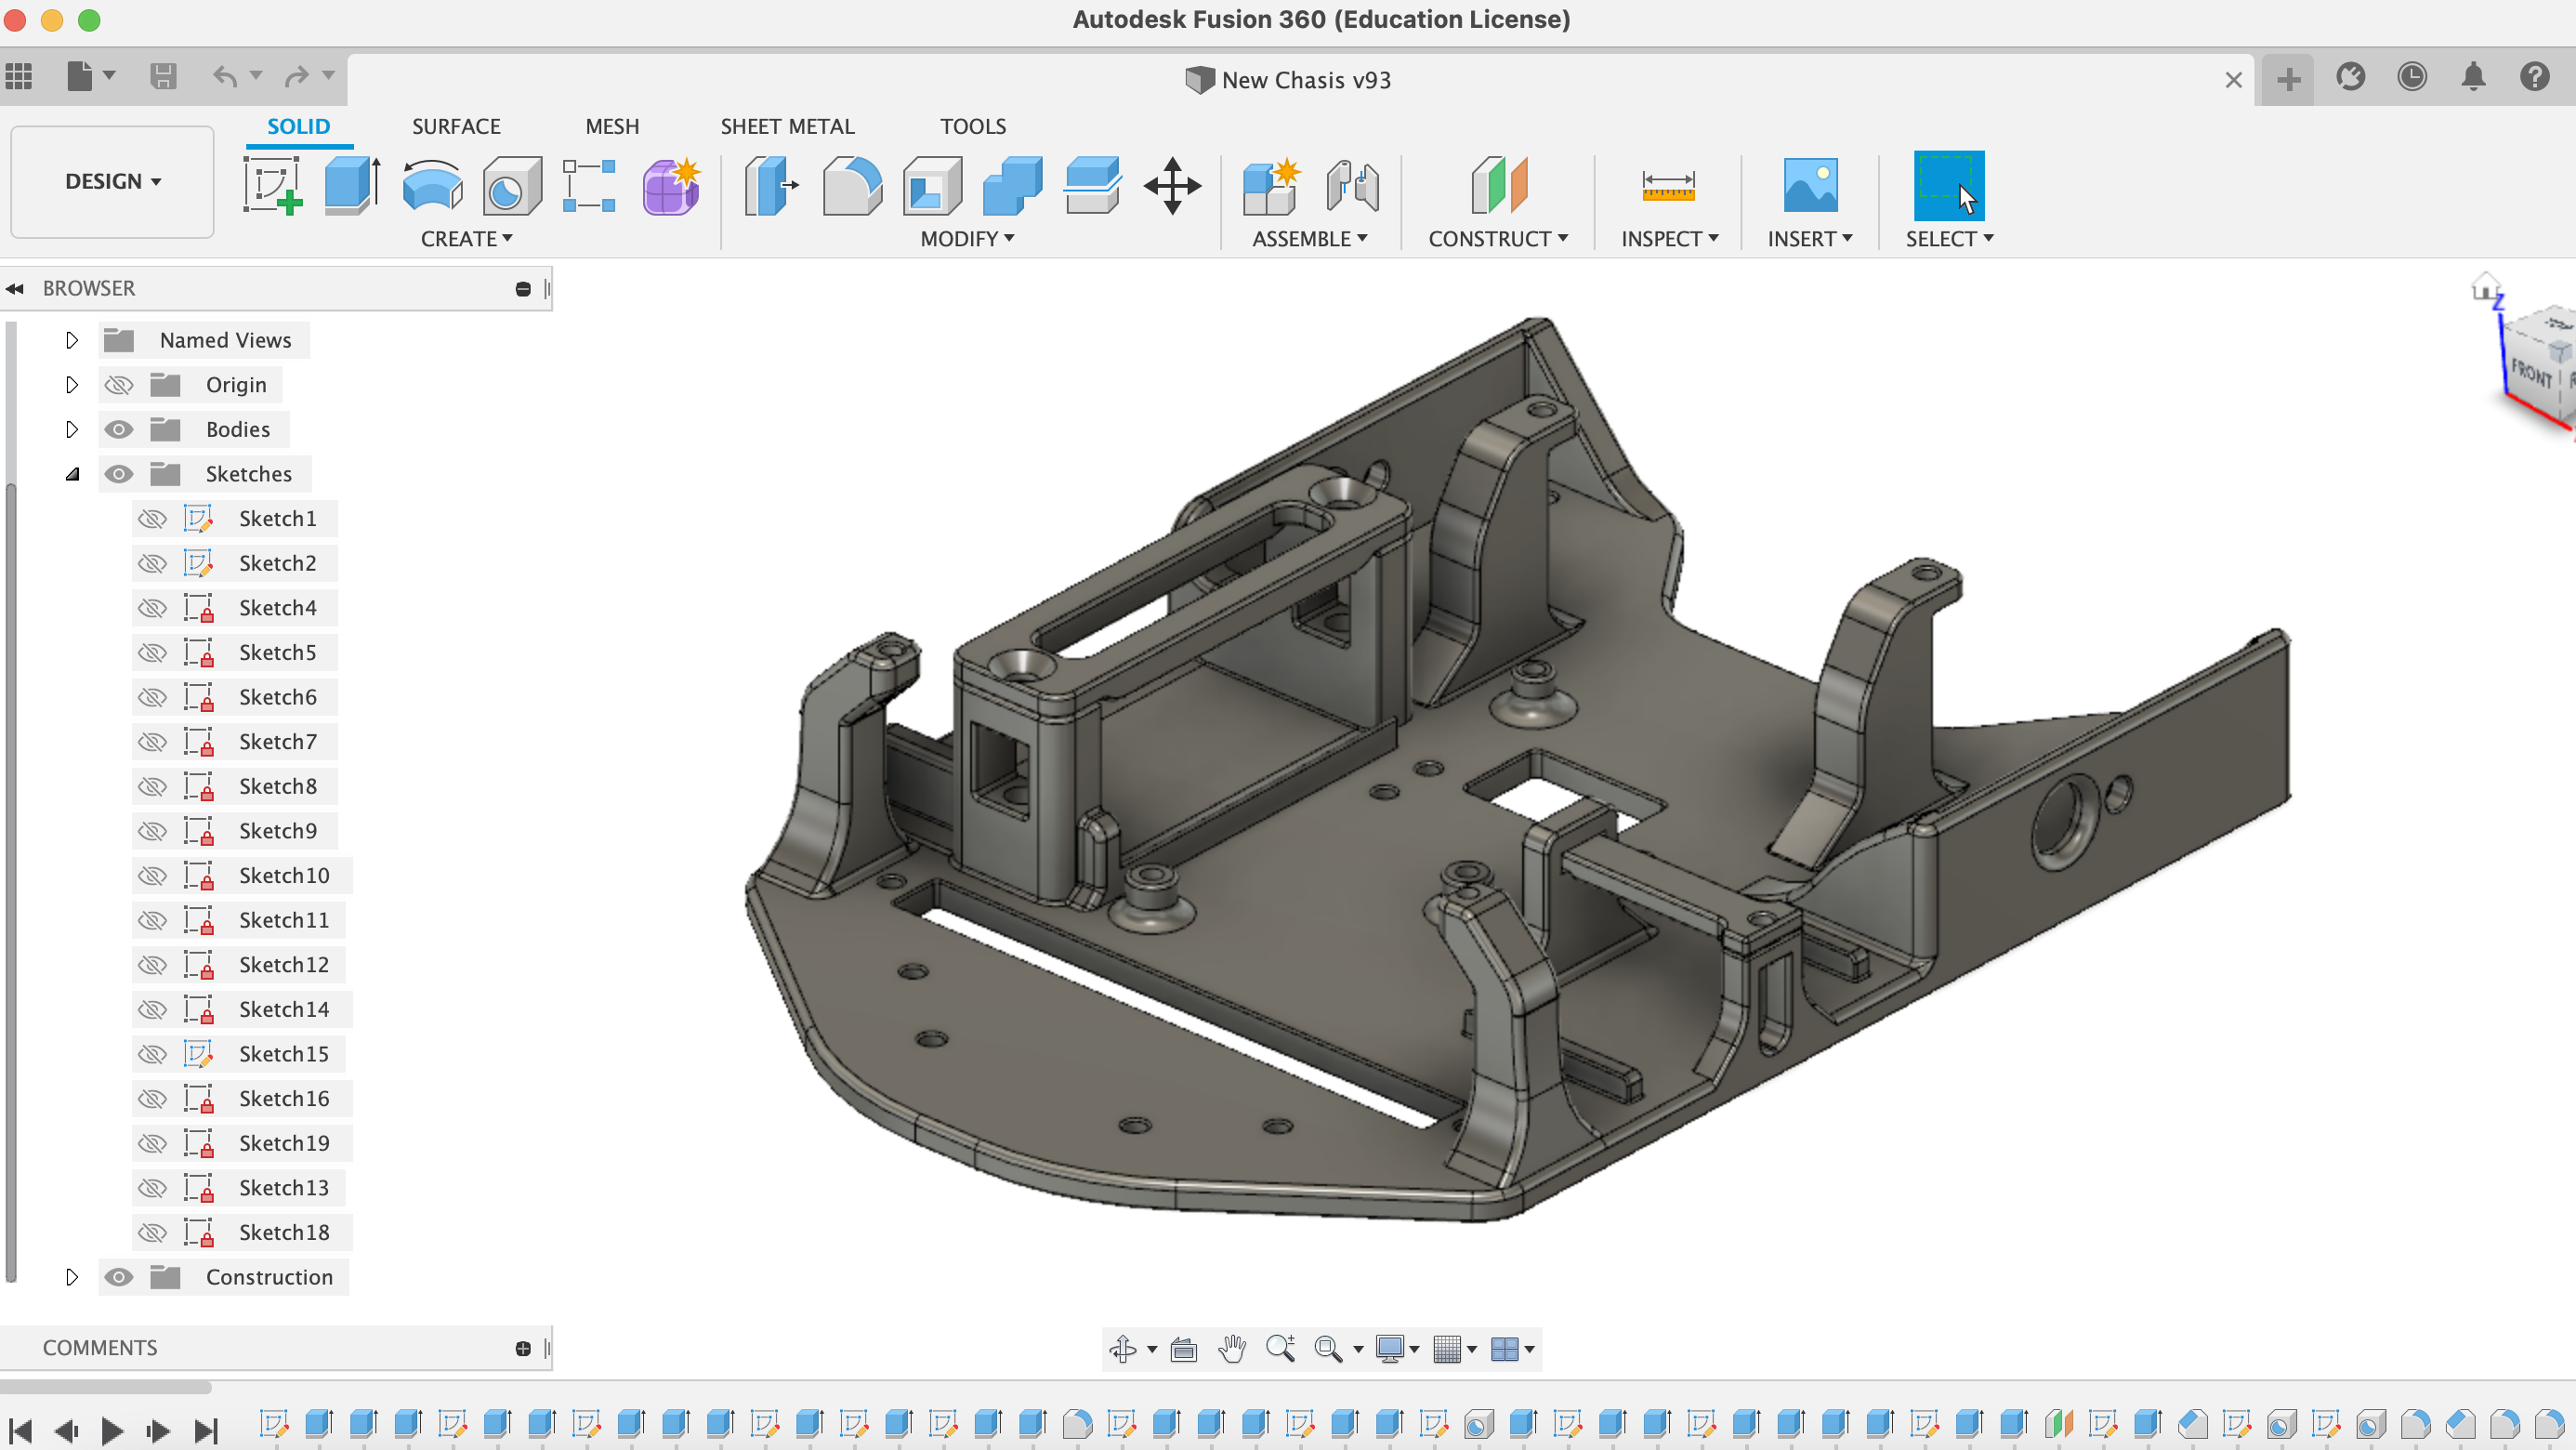 Autodesk Fusion 360 (Education License)
New Chasis v93
SOLID SURFACE MESH SHEET METAL TOOLS
DESIGN
CREATE MODIFY ASSEMBLE CONSTRUCT INSPECT INSERT SELECT
BROWSER
Named Views
Origin
Bodies
Sketches
Sketch1
Sketch2
Sketch4
Sketch5
Sketch6
Sketch7
Sketch8
Sketch9
Sketch10
Sketch11
Sketch12
Sketch14
Sketch15
Sketch16
Sketch19
Sketch13
Sketch18
Construction
Z
FRONT
COMMENTS